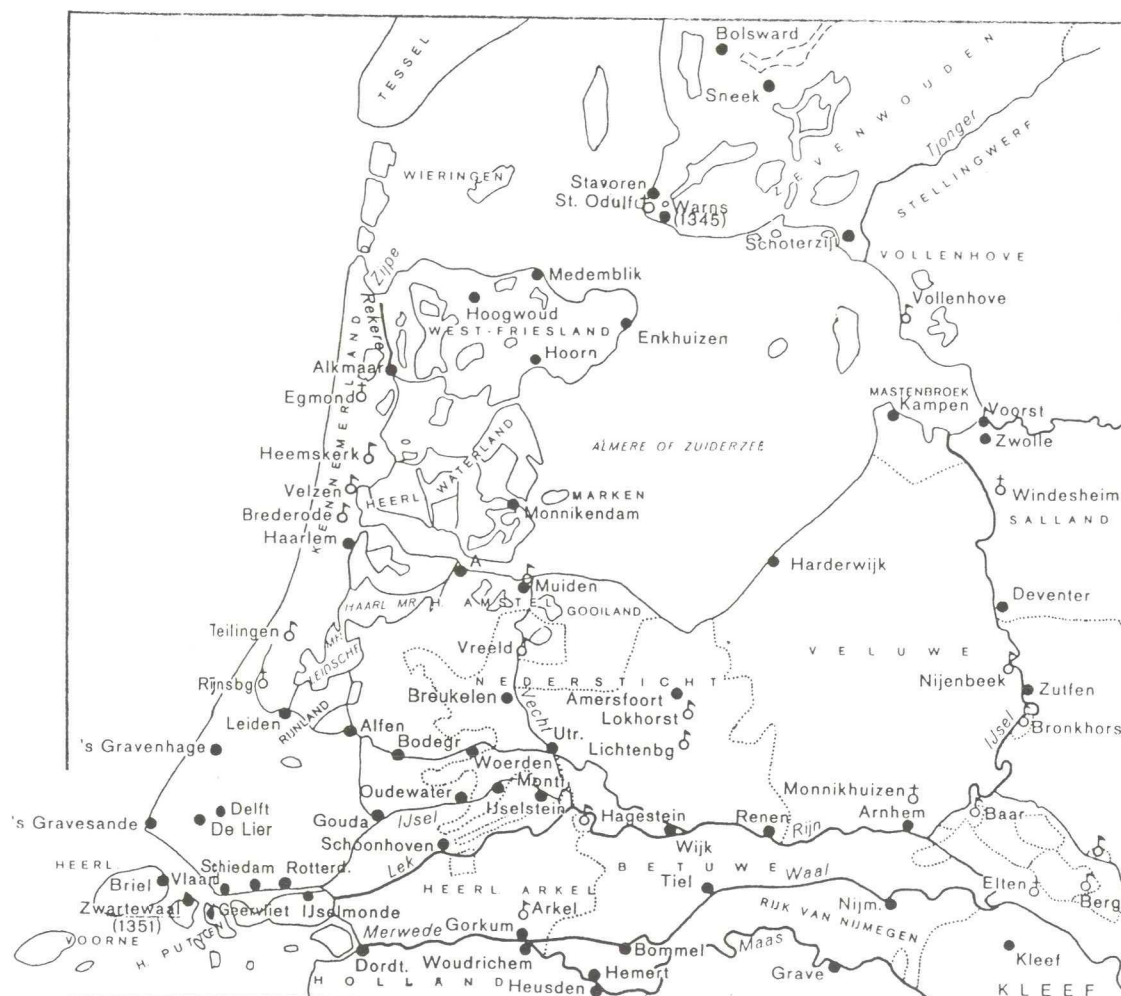 Bolsward
TESSEL
Sneek
ZEVENWOUDEN
Tjonger
STELLINGWERF
WIERINGEN
Stavoren
St. Odulf
Warns
(1345)
Schoterzijl
VOLLENHOVE
Zijpe
Medemblik
Vollenhove
Hoogwoud
Rekere
WEST-FRIESLAND
Enkhuizen
Hoorn
Alkmaar
Egmond
MASTENBROEK
Kampen
Voorst
Zwolle
KENNEMERLAND
ALMERE OF ZUIDERZEE
Heemskerk
WATERLAND
HEERL
Velzen
MARKEN
Windesheim
Brederode
Monnikendam
SALLAND
Haarlem
A
Harderwijk
Muiden
HAARL. MR.
H. AMSTEL
GOOILAND
Deventer
Teilingen
MR.
LEIDSCHE
Vreeld
VELUWE
NEDERSTICHT
Nijenbeek
Rijnsbg
Breukelen
Amersfoort
Zutfen
Vecht
Lokhorst
Leiden
RIJNLAND
Alfen
Bronkhors
IJsel
's Gravenhage
Bodegr
Utr.
Lichtenbg
Woerden
Montf.
Oudewater
Monnikhuizen
Delft
IJselstein
De Lier
Gouda
IJsel
Hagestein
Renen
Rijn
Arnhem
Baar
's Gravesande
Schoonhoven
Wijk
HEERL.
Schiedam
Rotterd.
Lek
BETUWE
Waal
Briel
Vlaard
HEERL ARKEL
Tiel
Elten
Berg
Zwartewaal
(1351)
Geervliet
IJselmonde
Arkel
Nijm.
RIJK VAN NIJMEGEN
VOORNE
H. PUTTEN
Merwede
Gorkum
Maas
Bommel
Dordt.
Woudrichem
Hemert
Grave
Kleef
HOLLAND
Heusden
KLEEF